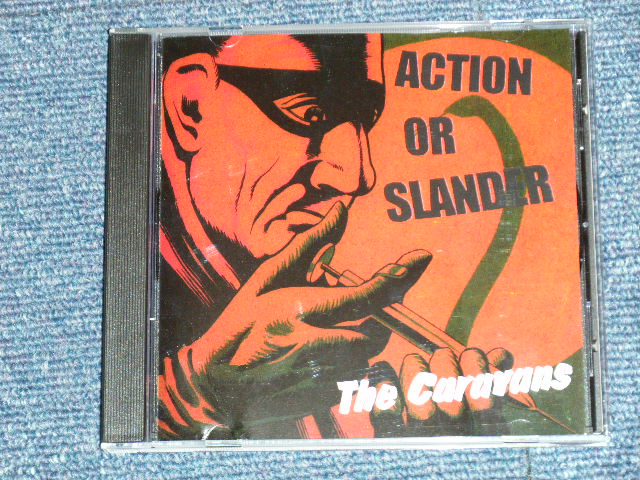 ACTION
OR
SLANDER
The Caravans